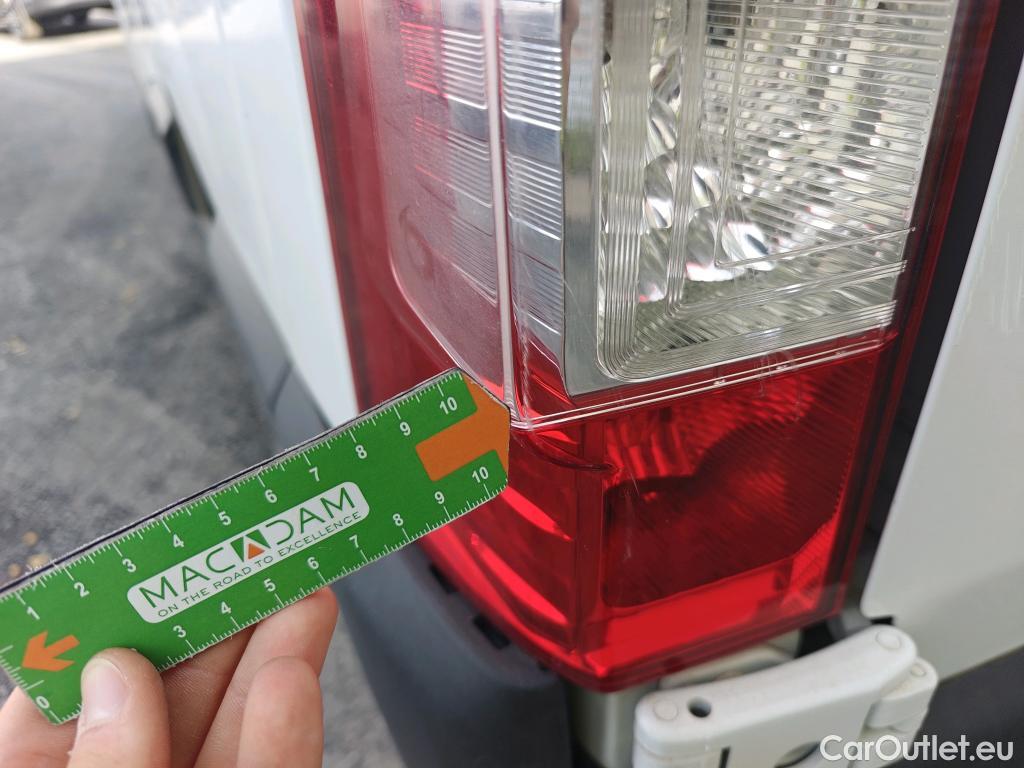 1 2 3 4 5 6 7 8 9 10
MACADAM
ON THE ROAD TO EXCELLENCE
0 3 4 5 6 7 8 9 10
CarOutlet.eu